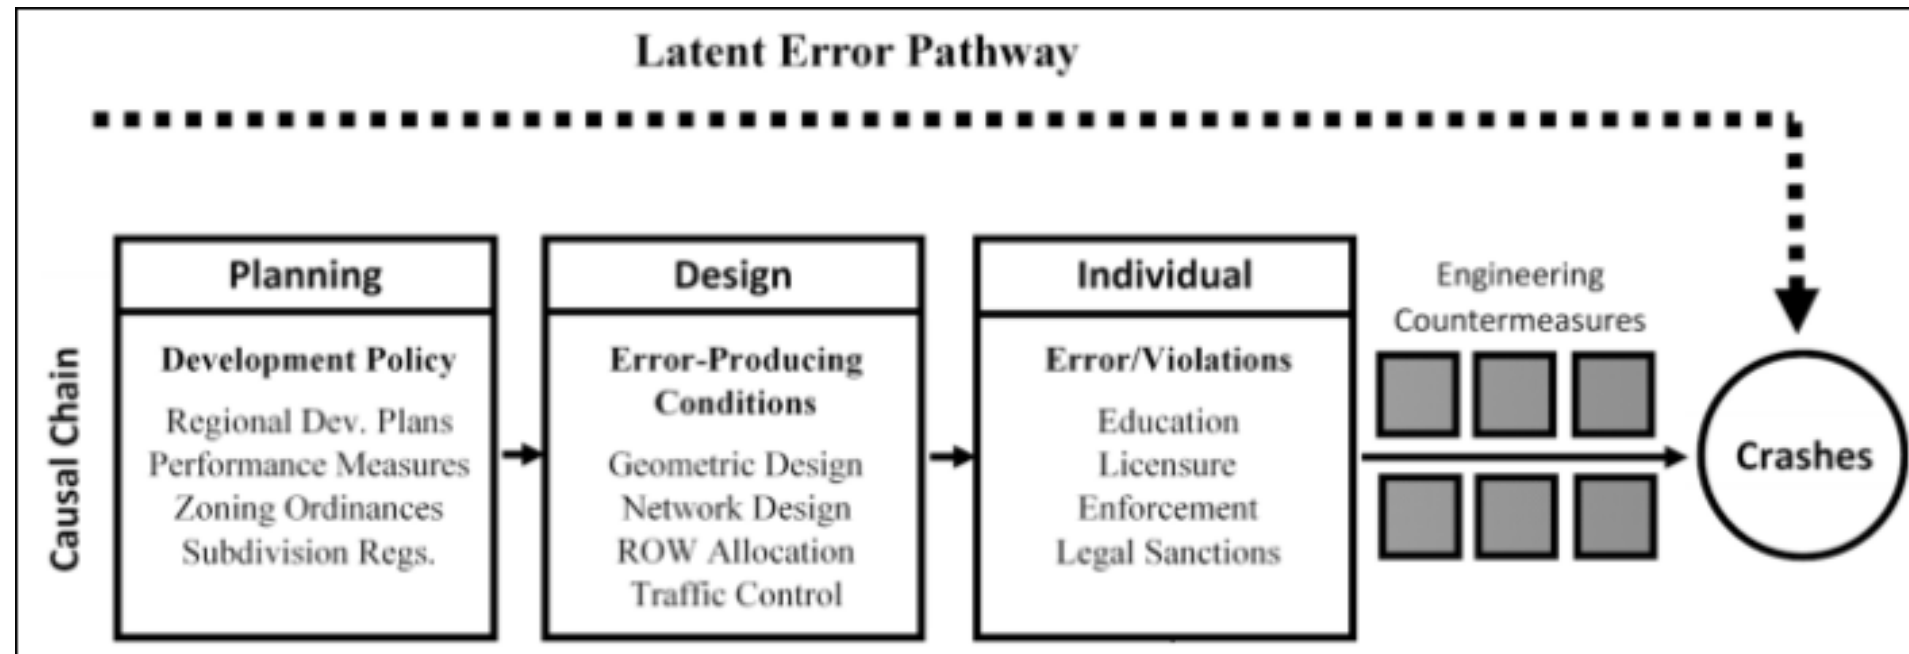 Latent Error Pathway
Causal Chain
Planning
Development Policy
Regional Dev. Plans
Performance Measures
Zoning Ordinances
Subdivision Regs.
Design
Error-Producing
Conditions
Geometric Design
Network Design
ROW Allocation
Traffic Control
Individual
Error/Violations
Education
Licensure
Enforcement
Legal Sanctions
Engineering
Countermeasures
Crashes